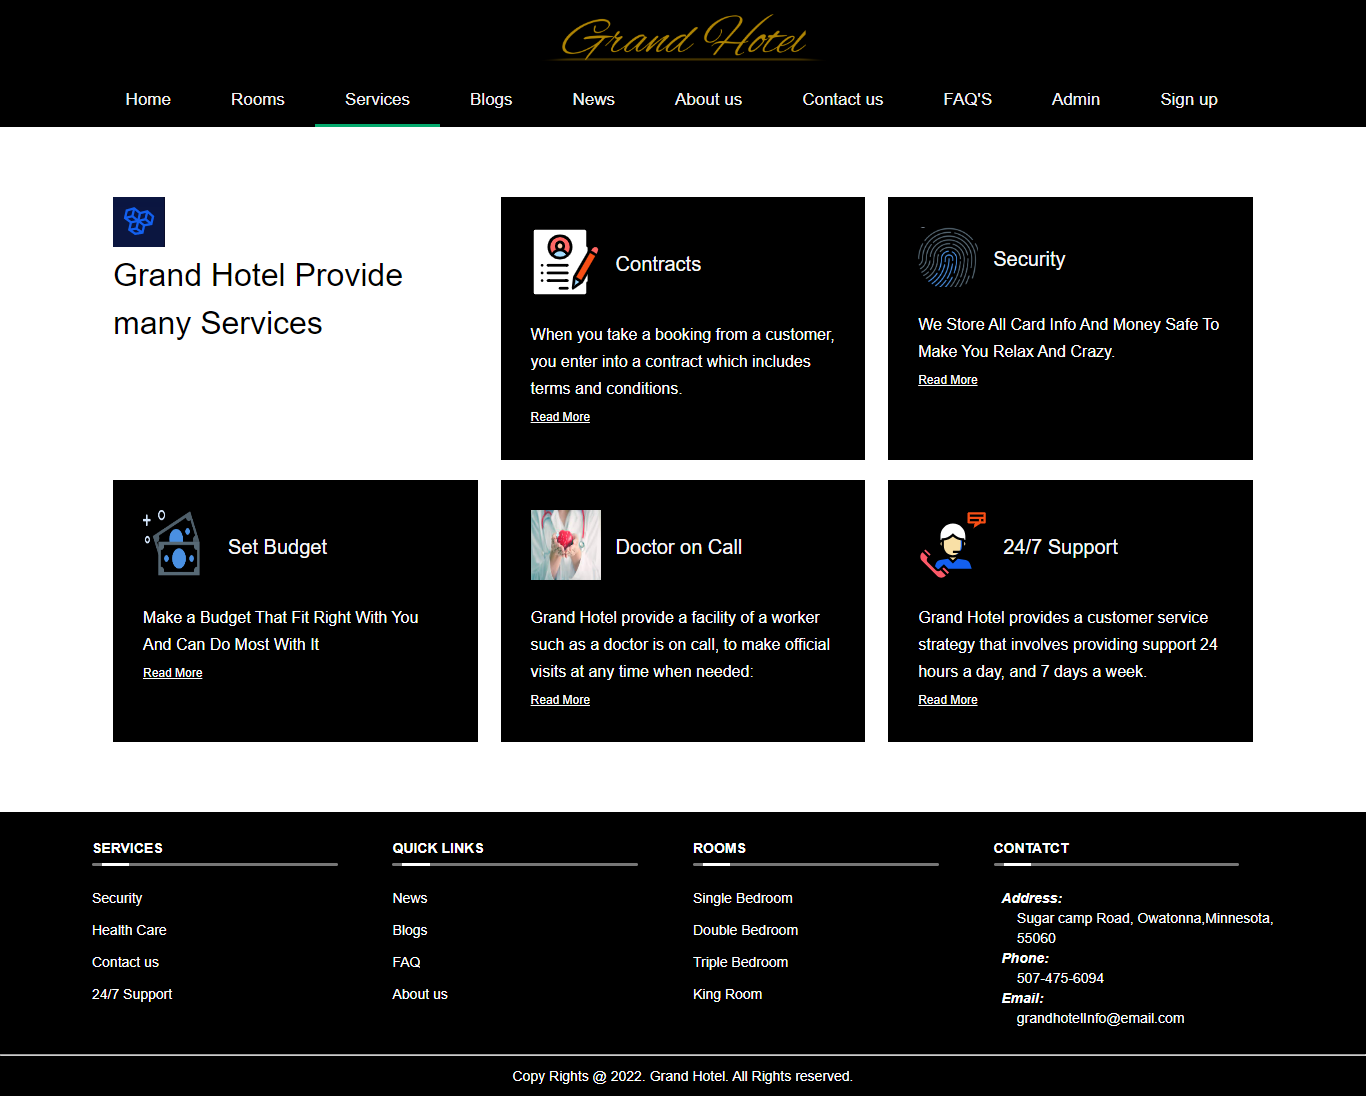 Grand Hotel
Home Rooms Services Blogs News About us Contact us FAQ'S Admin Sign up
Grand Hotel Provide
many Services
Contracts
When you take a booking from a customer,
you enter into a contract which includes
terms and conditions.
Read More
Security
We Store All Card Info And Money Safe To
Make You Relax And Crazy.
Read More
Set Budget
Make a Budget That Fit Right With You
And Can Do Most With It
Read More
Doctor on Call
Grand Hotel provide a facility of a worker
such as a doctor is on call, to make official
visits at any time when needed:
Read More
24/7 Support
Grand Hotel provides a customer service
strategy that involves providing support 24
hours a day, and 7 days a week.
Read More
SERVICES
Security
Health Care
Contact us
24/7 Support
QUICK LINKS
News
Blogs
FAQ
About us
ROOMS
Single Bedroom
Double Bedroom
Triple Bedroom
King Room
CONTATCT
Address:
Sugar camp Road, Owatonna,Minnesota,
55060
Phone:
507-475-6094
Email:
grandhotelInfo@email.com
Copy Rights @ 2022. Grand Hotel. All Rights reserved.